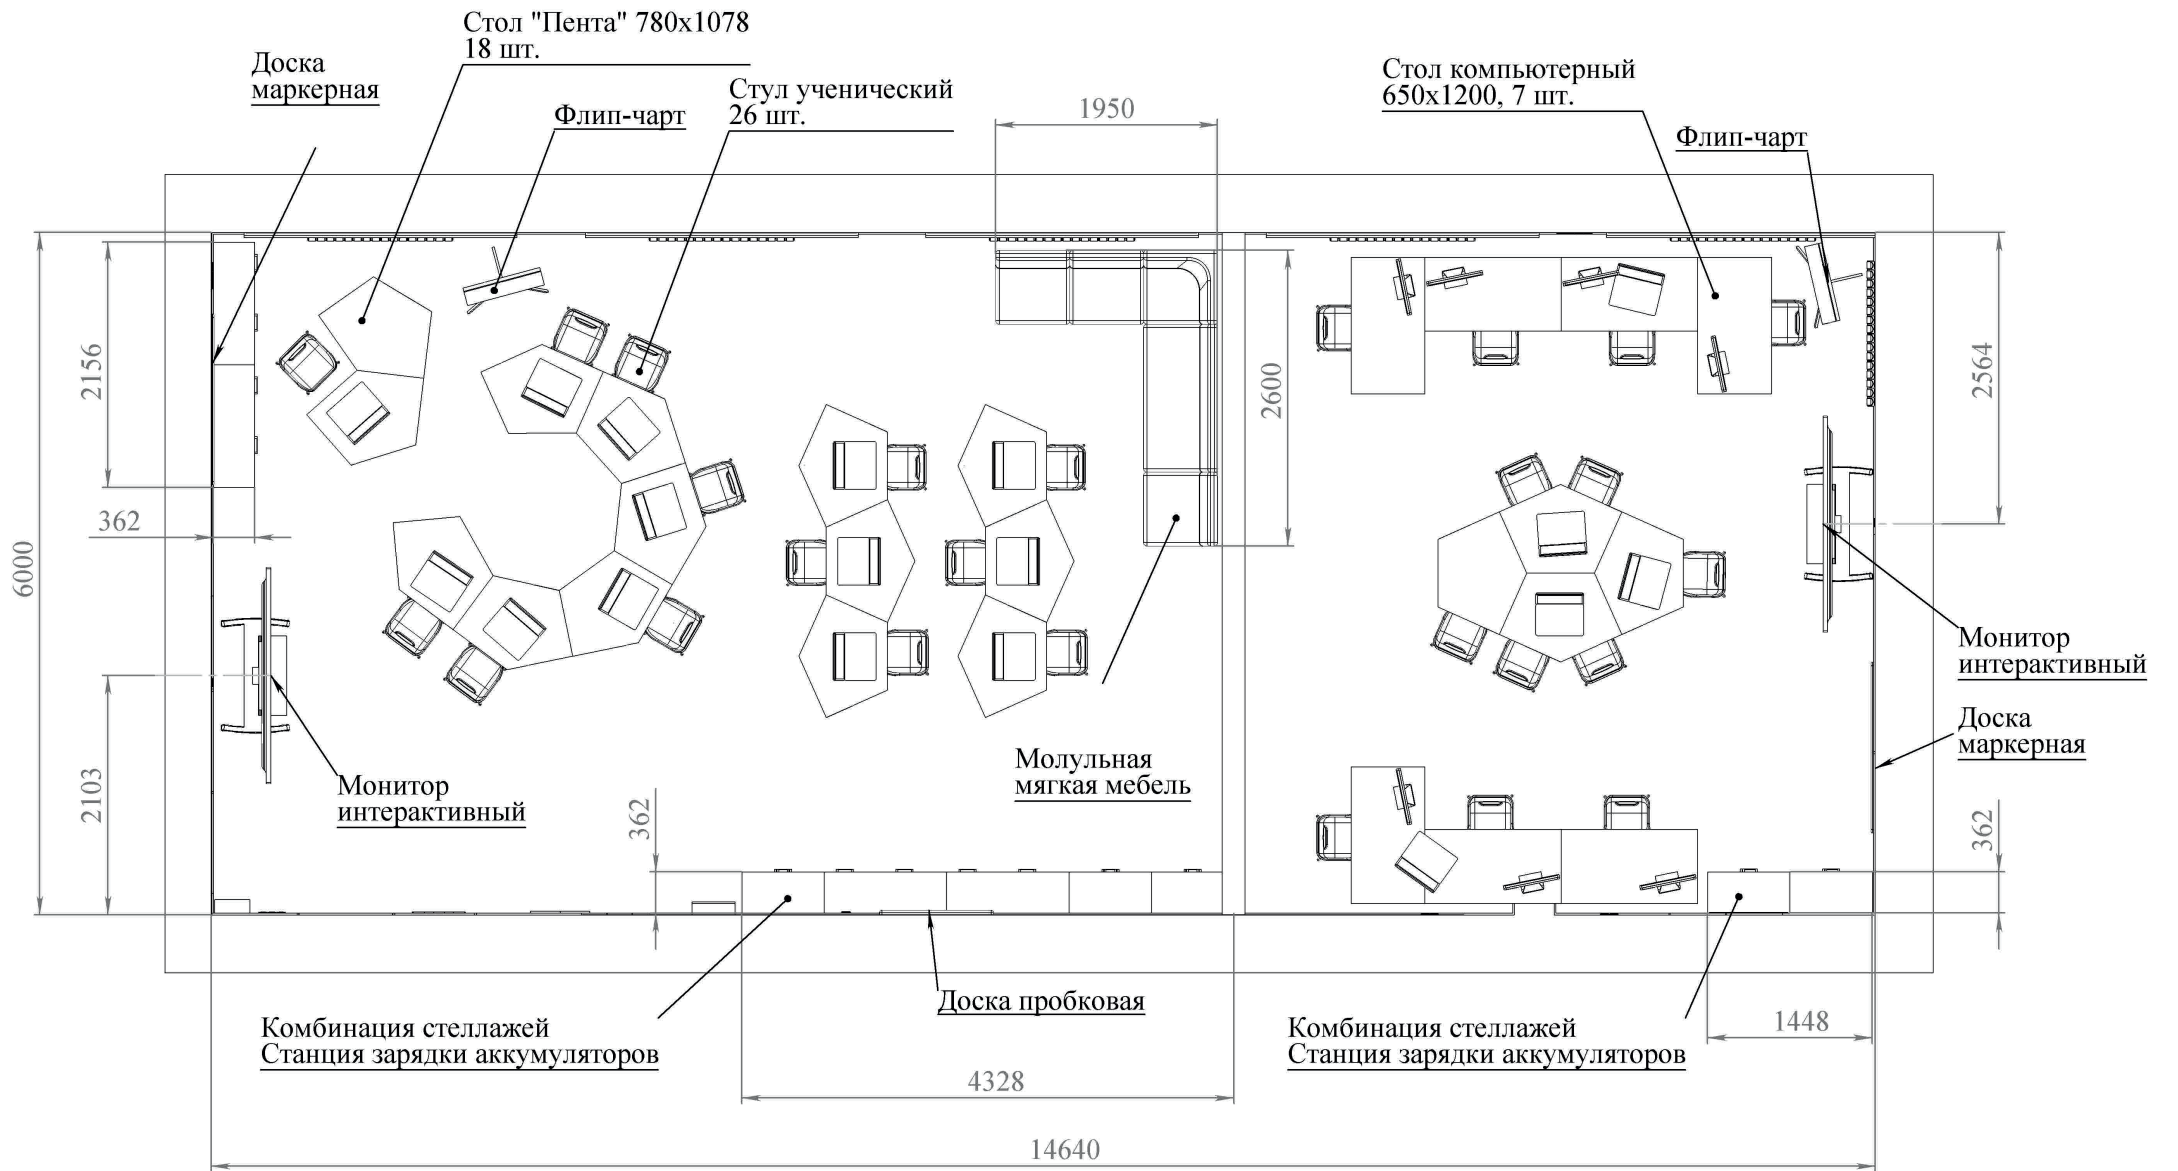 Стол "Пента" 780x1078
18 шт.
Доска
маркерная
Флип-чарт
Стул ученический
26 шт.
1950
Стол компьютерный
650x1200, 7 шт.
Флип-чарт
2156
362
6000
2103
2600
2564
Монитор
интерактивный
Доска
маркерная
Монитор
интерактивный
Молульная
мягкая мебель
362
362
Доска пробковая
Комбинация стеллажей
Станция зарядки аккумуляторов
Комбинация стеллажей
Станция зарядки аккумуляторов
1448
4328
14640